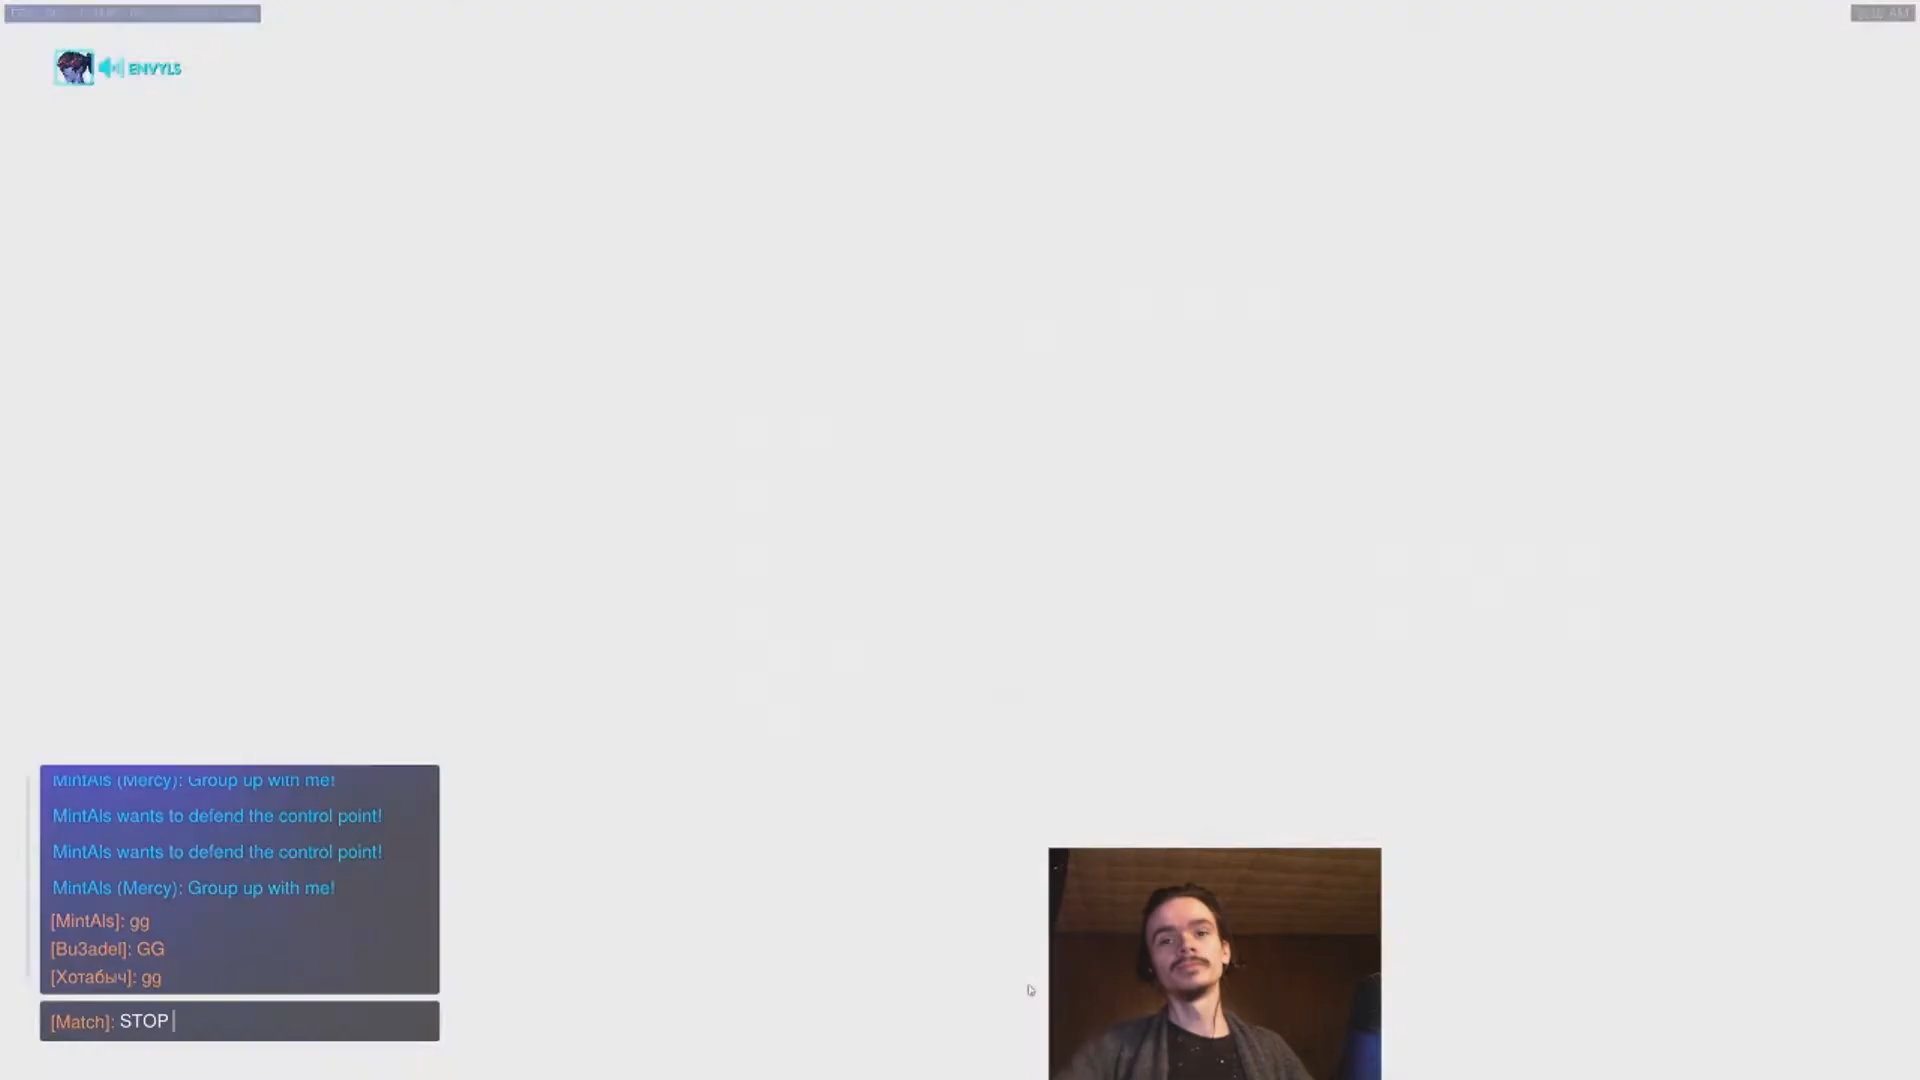 ENVYLS
MintAls (Mercy): Group up with me!
MintAls wants to defend the control point!
MintAls wants to defend the control point!
MintAls (Mercy): Group up with me!
[MintAls]: gg
[Bu3adel]: GG
[Хотабыч]: gg
[Match]: STOP